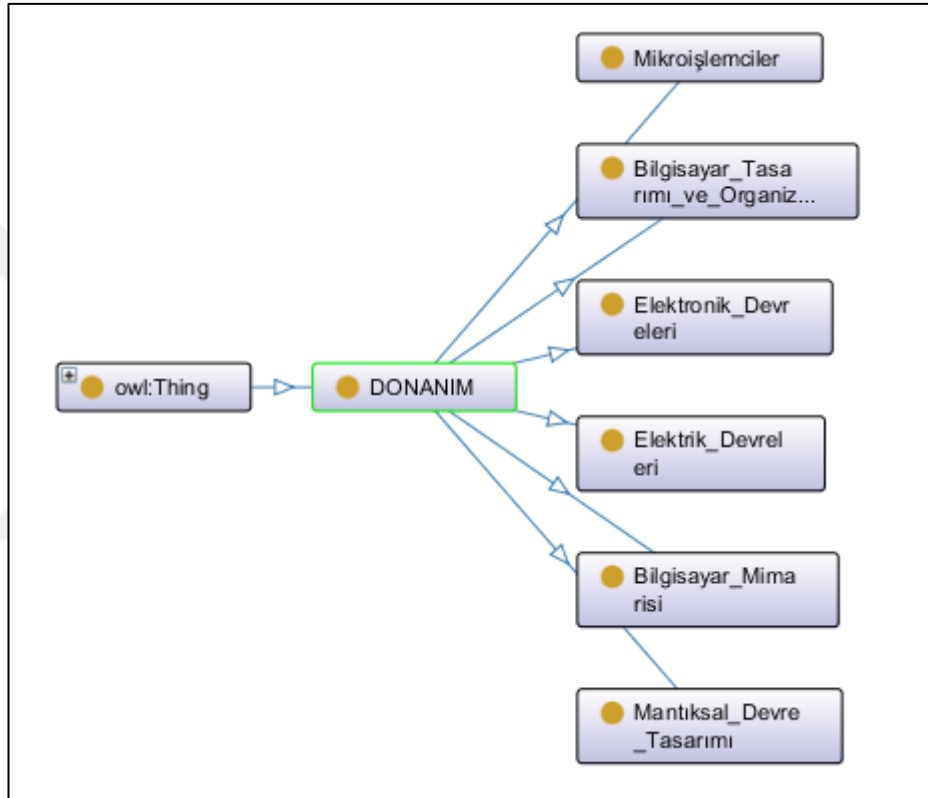 Mikroişlemciler
Bilgisayar_Tasa
rımı_ve_Organiz...
Elektronik_Devr
eleri
owl:Thing
DONANIM
Elektrik_Devrel
eri
Bilgisayar_Mima
risi
Mantıksal_Devre
_Tasarımı